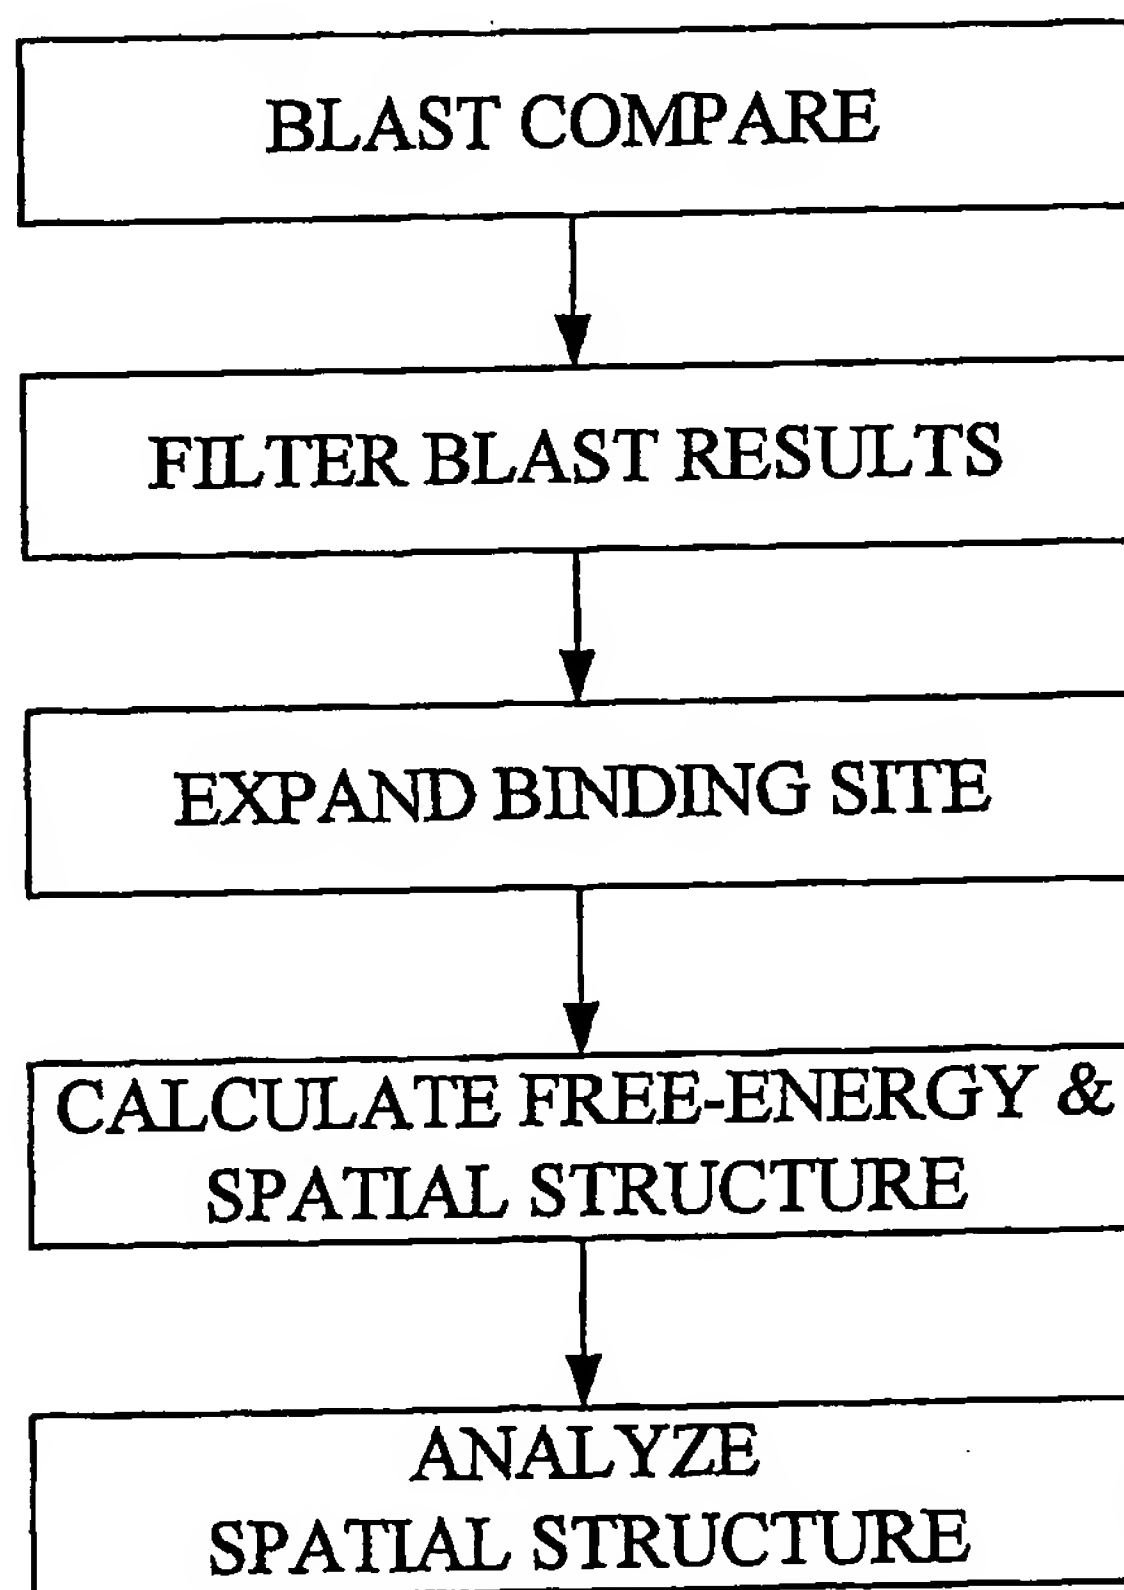 BLAST COMPARE
FILTER BLAST RESULTS
EXPAND BINDING SITE
CALCULATE FREE-ENERGY &
SPATIAL STRUCTURE
ANALYZE
SPATIAL STRUCTURE